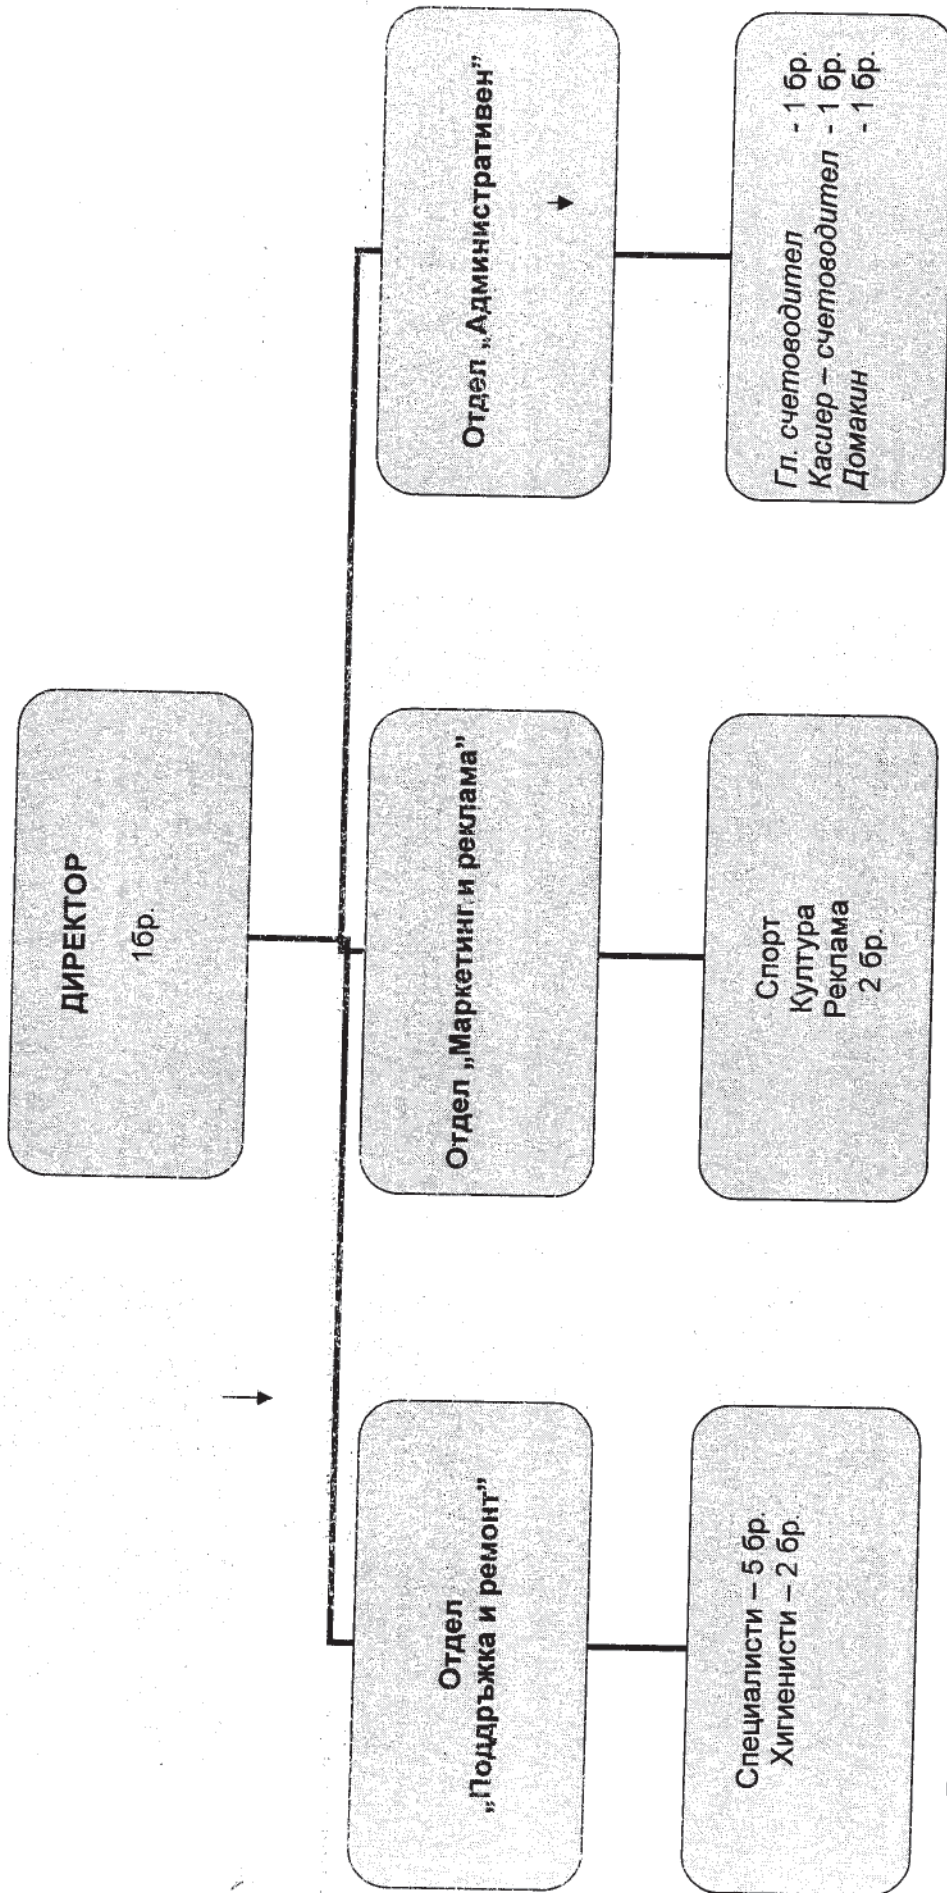 ДИРЕКТОР
1бр.
Отдел
„Поддръжка и ремонт”
Отдел „Маркетинг и реклама”
Отдел „Административен”
Специалисти – 5 бр.
Хигиенисти – 2 бр.
Спорт
Култура
Реклама
2 бр.
Гл. счетоводител - 1 бр.
Касиер – счетоводител - 1 бр.
Домакин - 1 бр.